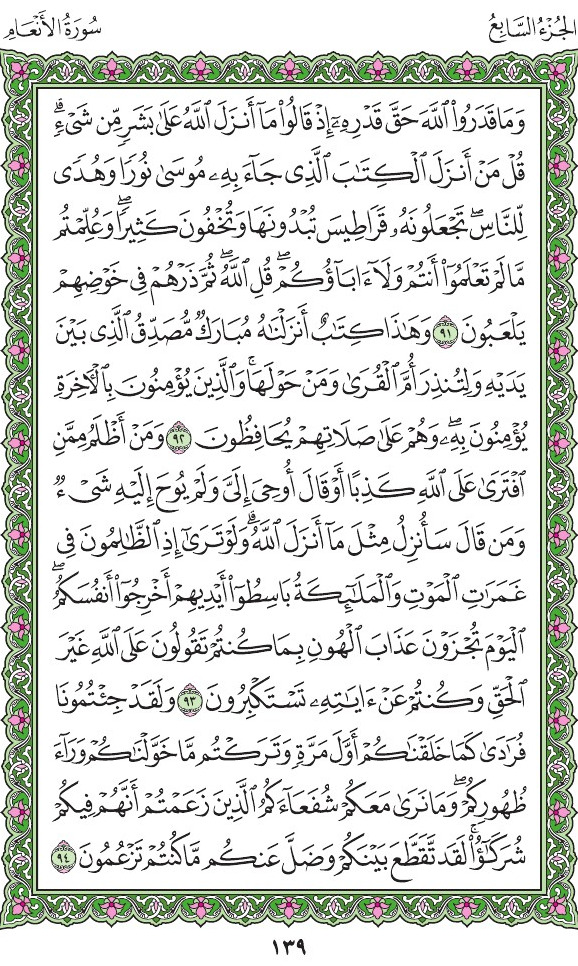 الجزء السابع
سورة الأنعام
وَمَا قَدَرُوا۟ ٱللَّهَ حَقَّ قَدْرِهِۦٓ إِذْ قَالُوا۟ مَآ أَنزَلَ ٱللَّهُ عَلَىٰ بَشَرٍ مِّن شَىْءٍ ۗ
قُلْ مَنْ أَنزَلَ ٱلْكِتَٰبَ ٱلَّذِى جَآءَ بِهِۦ مُوسَىٰ نُورًا وَهُدًى
لِّلنَّاسِ ۖ تَجْعَلُونَهُۥ قَرَاطِيسَ تُبْدُونَهَا وَتُخْفُونَ كَثِيرًا ۖ وَعُلِّمْتُم
مَّا لَمْ تَعْلَمُوٓا۟ أَنتُمْ وَلَآ ءَابَآؤُكُمْ ۖ قُلِ ٱللَّهُ ۖ ثُمَّ ذَرْهُمْ فِى خَوْضِهِمْ
يَلْعَبُونَ ٩١ وَهَٰذَا كِتَٰبٌ أَنزَلْنَٰهُ مُبَارَكٌ مُّصَدِّقُ ٱلَّذِى بَيْنَ
يَدَيْهِ وَلِتُنذِرَ أُمَّ ٱلْقُرَىٰ وَمَنْ حَوْلَهَا ۚ وَٱلَّذِينَ يُؤْمِنُونَ بِٱلْءَاخِرَةِ
يُؤْمِنُونَ بِهِۦ ۖ وَهُمْ عَلَىٰ صَلَاتِهِمْ يُحَافِظُونَ ٩٢ وَمَنْ أَظْلَمُ مِمَّنِ
ٱفْتَرَىٰ عَلَى ٱللَّهِ كَذِبًا أَوْ قَالَ أُوحِىَ إِلَىَّ وَلَمْ يُوحَ إِلَيْهِ شَىْءٌ
وَمَن قَالَ سَأُنزِلُ مِثْلَ مَآ أَنزَلَ ٱللَّهُ ۗ وَلَوْ تَرَىٰٓ إِذِ ٱلظَّٰلِمُونَ فِى
غَمَرَٰتِ ٱلْمَوْتِ وَٱلْمَلَٰٓئِكَةُ بَاسِطُوٓا۟ أَيْدِيهِمْ أَخْرِجُوٓا۟ أَنفُسَكُمُ ۖ
ٱلْيَوْمَ تُجْزَوْنَ عَذَابَ ٱلْهُونِ بِمَا كُنتُمْ تَقُولُونَ عَلَى ٱللَّهِ غَيْرَ
ٱلْحَقِّ وَكُنتُمْ عَنْ ءَايَٰتِهِۦ تَسْتَكْبِرُونَ ٩٣ وَلَقَدْ جِئْتُمُونَا
فُرَٰدَىٰ كَمَا خَلَقْنَٰكُمْ أَوَّلَ مَرَّةٍ وَتَرَكْتُم مَّا خَوَّلْنَٰكُمْ وَرَآءَ
ظُهُورِكُمْ ۖ وَمَا نَرَىٰ مَعَكُمْ شُفَعَآءَكُمُ ٱلَّذِينَ زَعَمْتُمْ أَنَّهُمْ فِيكُمْ
شُرَكَٰٓؤُا۟ ۚ لَقَد تَّقَطَّعَ بَيْنَكُمْ وَضَلَّ عَنكُم مَّا كُنتُمْ تَزْعُمُونَ ٩٤
١٣٩